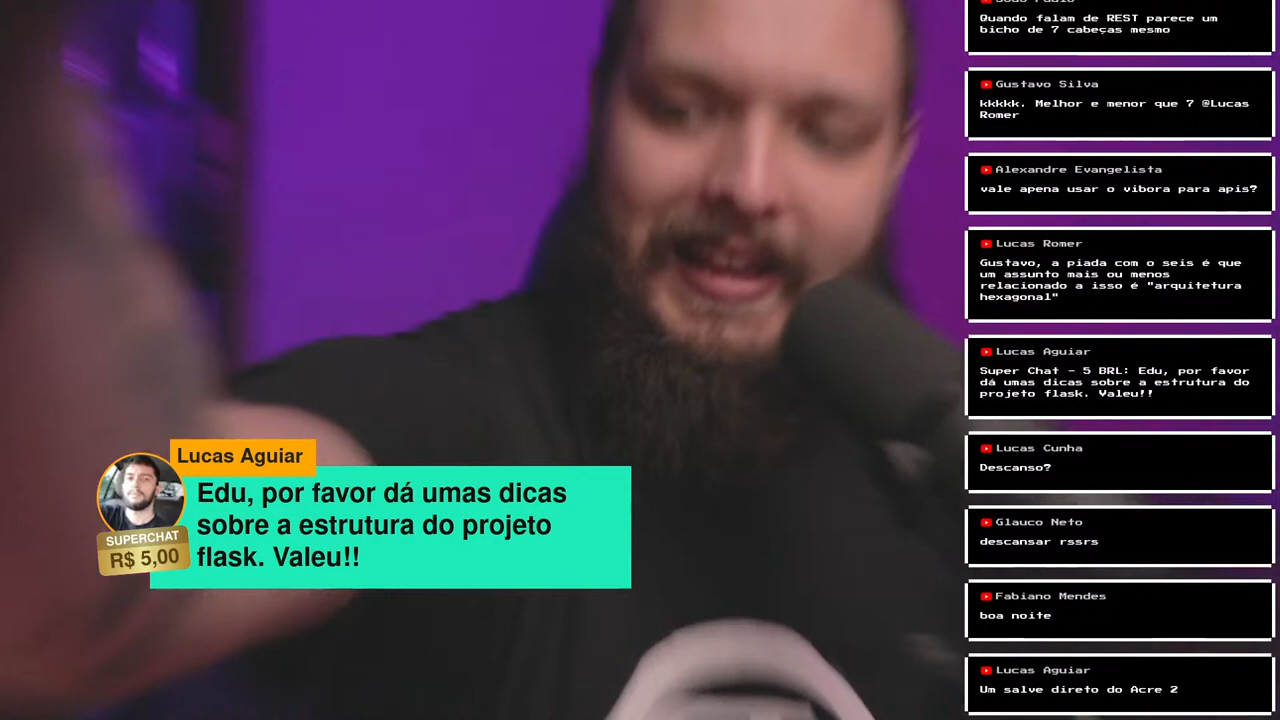 Quando falam de REST parece um
bicho de 7 cabeças mesmo
Gustavo Silva
kkkkk. Melhor e menor que 7 @Lucas
Romer
Alexandre Evangelista
vale apena usar o vibora para apis?
Lucas Romer
Gustavo, a piada com o seis é que
um assunto mais ou menos
relacionado a isso é "arquitetura
hexagonal"
Lucas Aguiar
Super Chat - 5 BRL: Edu, por favor
dá umas dicas sobre a estrutura do
projeto flask. Valeu!!
Lucas Cunha
Descanso?
Glauco Neto
descansar rssrs
Fabiano Mendes
boa noite
Lucas Aguiar
Um salve direto do Acre 2
Lucas Aguiar
Edu, por favor dá umas dicas
sobre a estrutura do projeto
flask. Valeu!!
SUPERCHAT
R$ 5,00